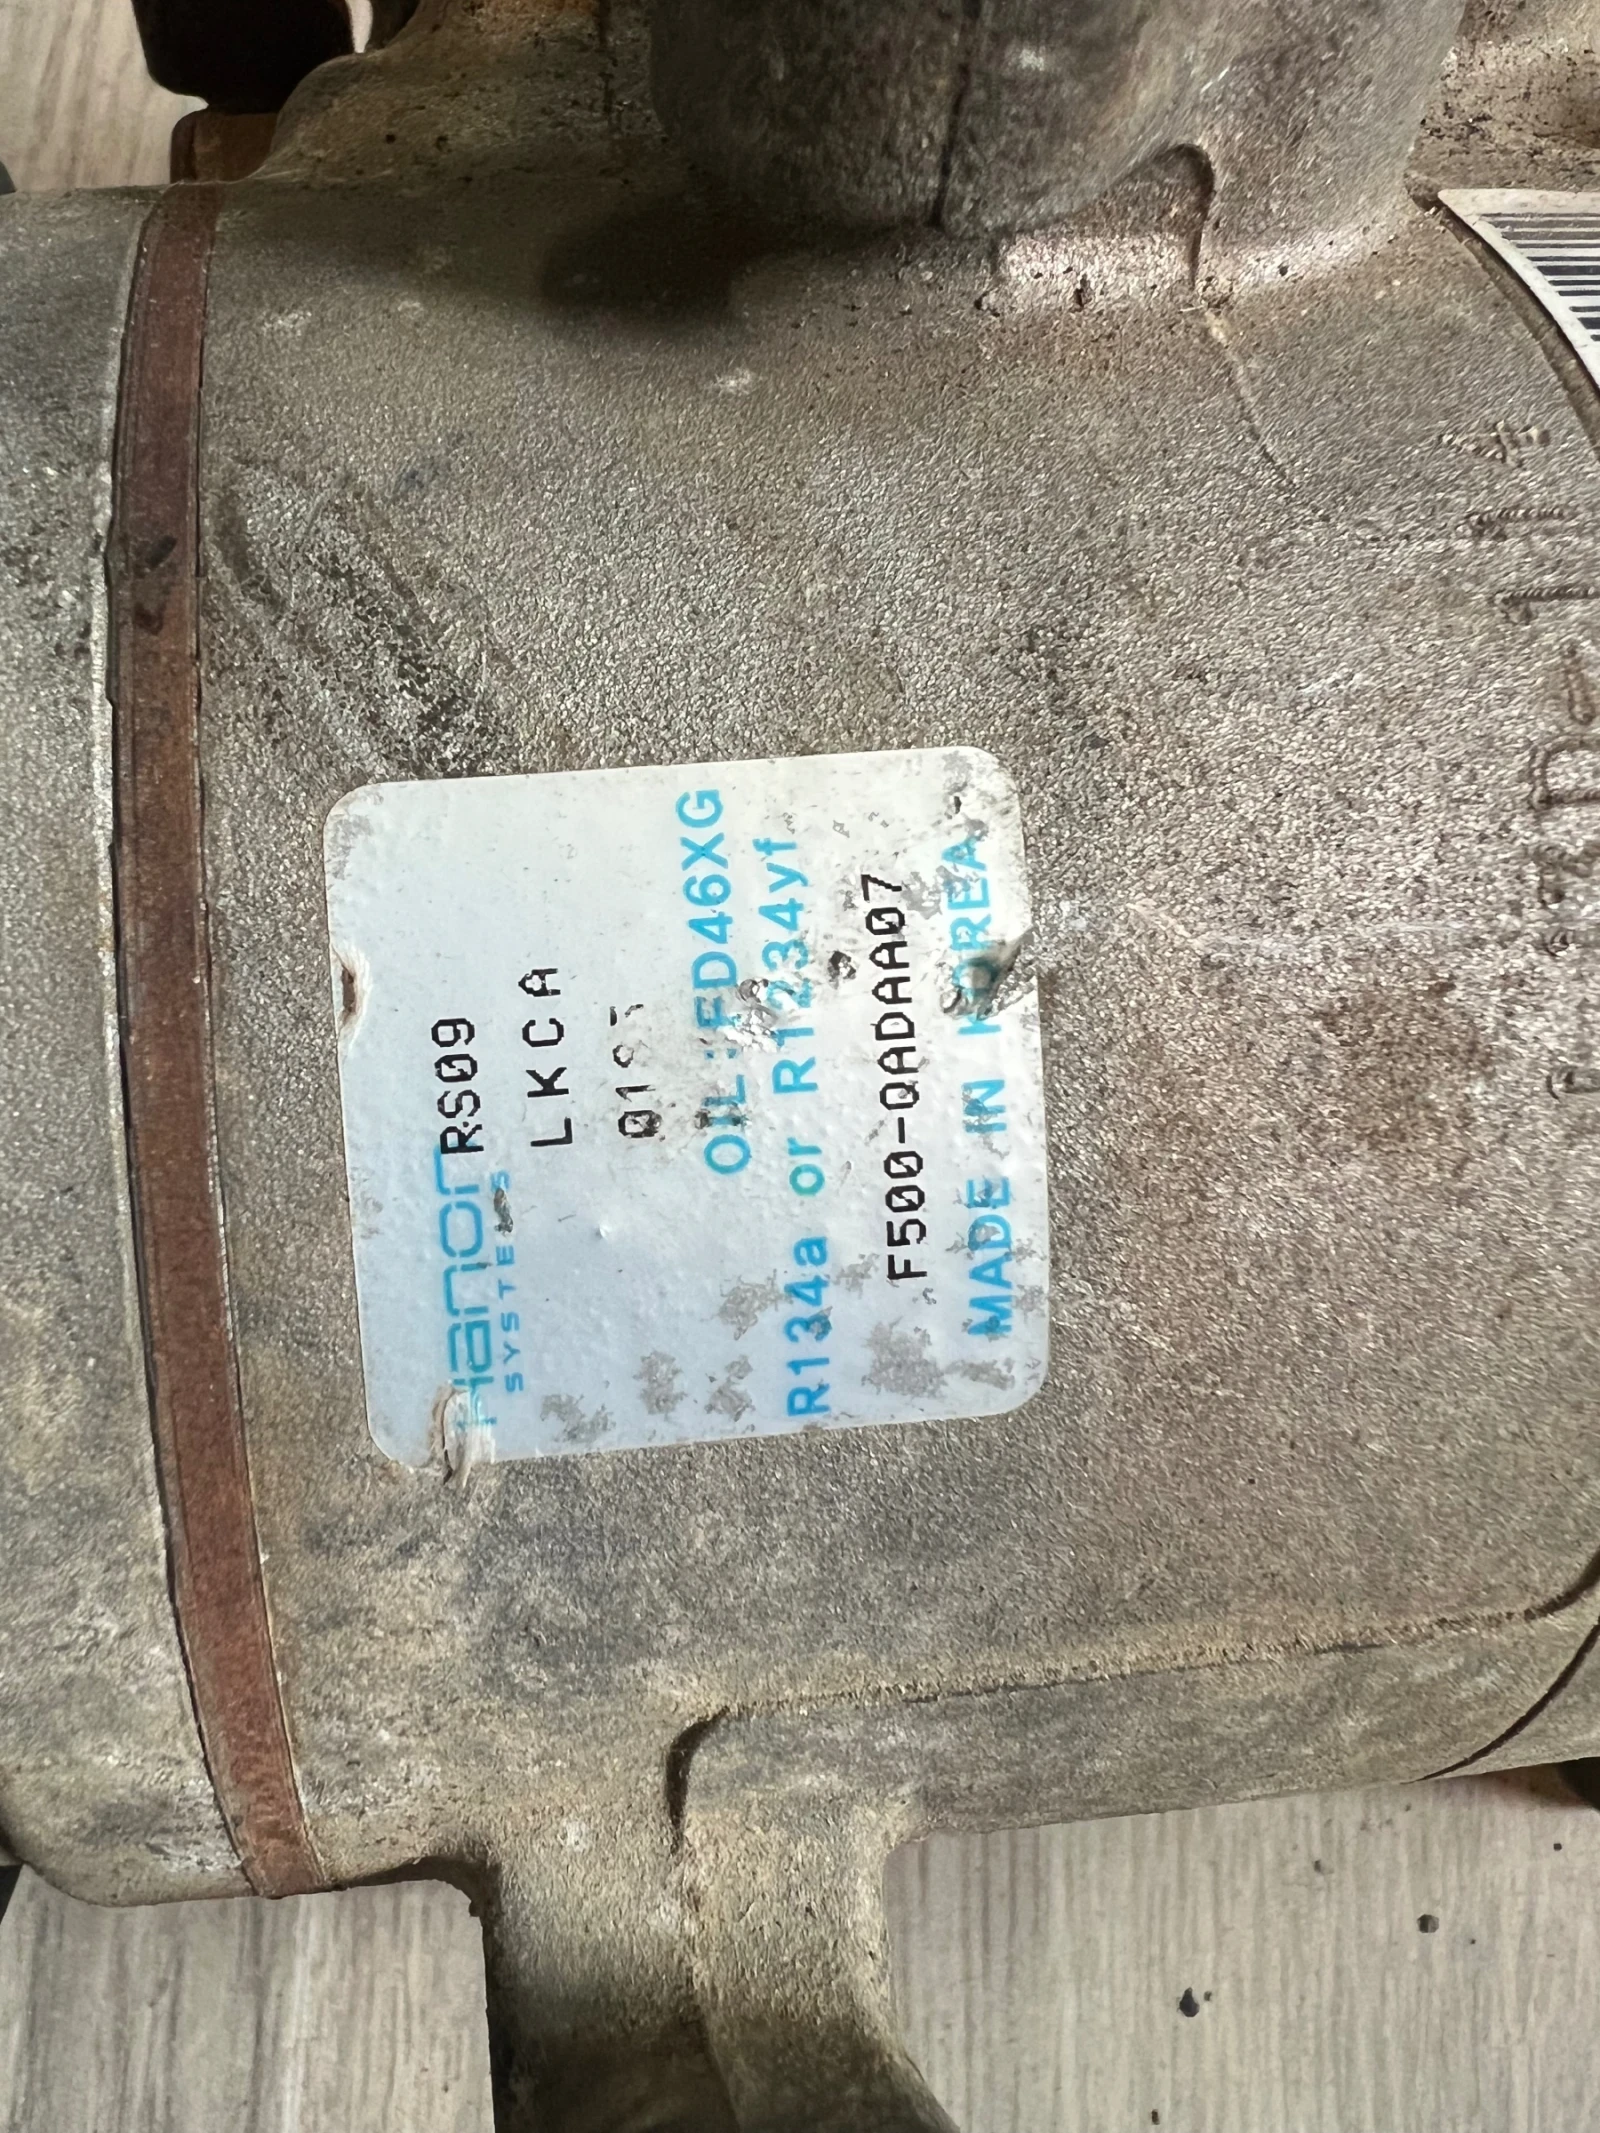 Hanon RS09
SYSTEMS
LKCA
OIL:FD46XG
R134a or R1234yf
F500-QADAA07
MADE IN KOREA